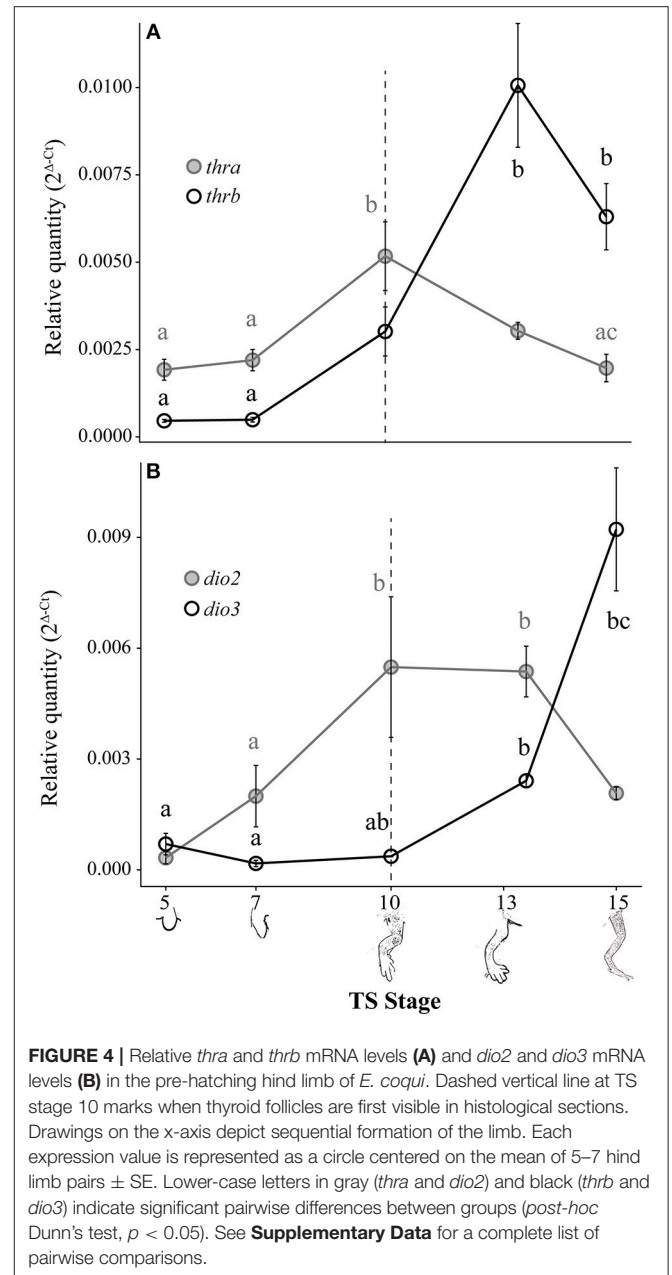 A
0.0100
0.0075
0.0050
0.0025
0.0000
Relative quantity (2^Δ-Ct)
thra
thrb
a
a
b
ac
a
a
b
b
B
0.009
0.006
0.003
0.000
Relative quantity (2^Δ-Ct)
dio2
dio3
a
b
b
a
a
ab
b
bc
5
7
10
13
15
TS Stage
FIGURE 4 | Relative thra and thrb mRNA levels (A) and dio2 and dio3 mRNA
levels (B) in the pre-hatching hind limb of E. coqui. Dashed vertical line at TS
stage 10 marks when thyroid follicles are first visible in histological sections.
Drawings on the x-axis depict sequential formation of the limb. Each
expression value is represented as a circle centered on the mean of 5–7 hind
limb pairs ± SE. Lower-case letters in gray (thra and dio2) and black (thrb and
dio3) indicate significant pairwise differences between groups (post-hoc
Dunn's test, p < 0.05). See Supplementary Data for a complete list of
pairwise comparisons.